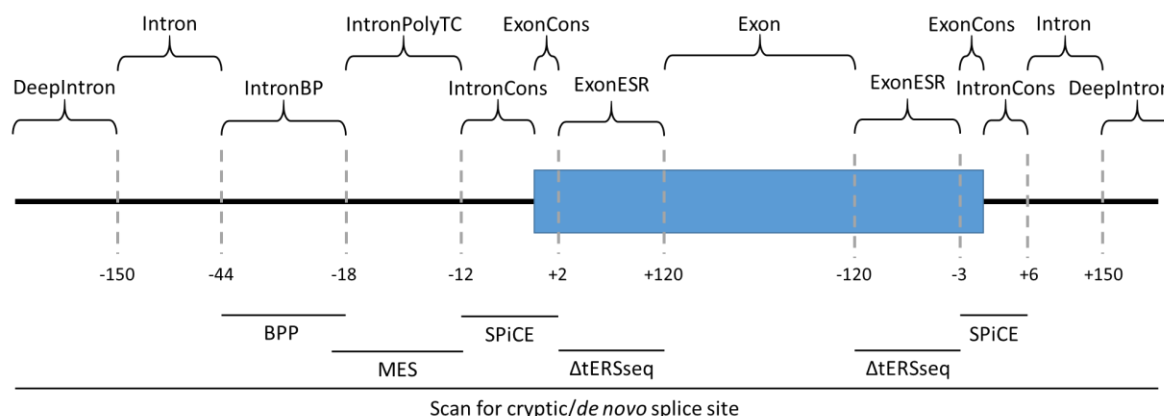 Intron IntronPolyTC ExonCons Exon ExonCons Intron
DeepIntron IntronBP IntronCons ExonESR ExonESR IntronCons DeepIntron
-150 -44 -18 -12 +2 +120 -120 -3 +6 +150
BPP SPiCE SPiCE
MES ΔtERSseq ΔtERSseq
Scan for cryptic/de novo splice site